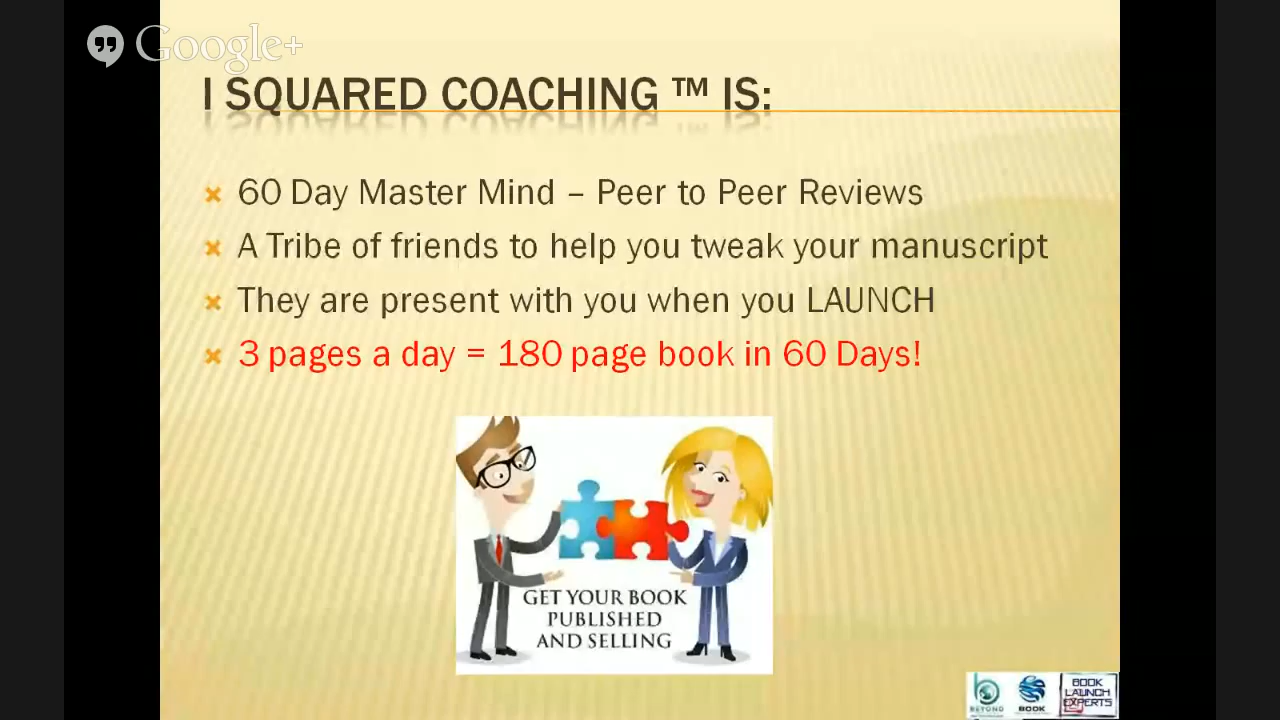 Google+
I SQUARED COACHING ™ IS:
60 Day Master Mind – Peer to Peer Reviews
A Tribe of friends to help you tweak your manuscript
They are present with you when you LAUNCH
3 pages a day = 180 page book in 60 Days!
GET YOUR BOOK
PUBLISHED
AND SELLING
BEYOND
BOOK
BOOK
LAUNCH
EXPERTS